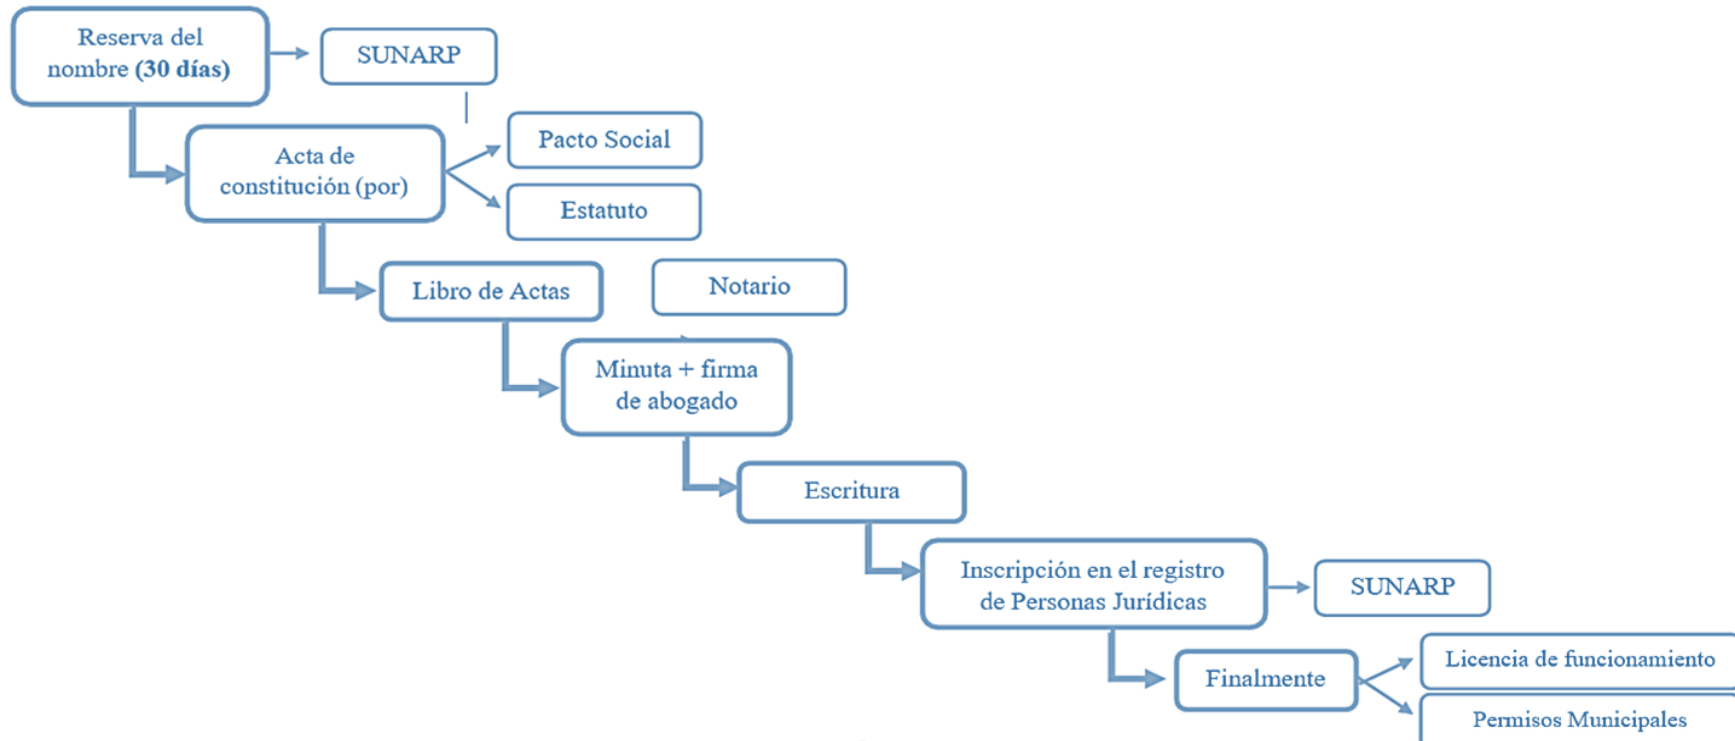 Reserva del
nombre (30 días)
SUNARP
Acta de
constitución (por)
Pacto Social
Estatuto
Libro de Actas
Notario
Minuta + firma
de abogado
Escritura
Inscripción en el registro
de Personas Jurídicas
SUNARP
Finalmente
Licencia de funcionamiento
Permisos Municipales